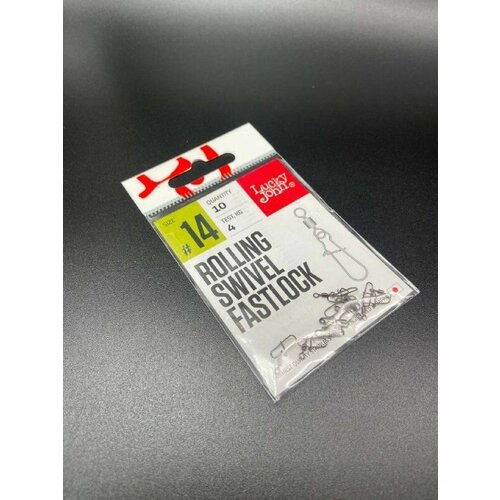 SIZE
#14
QUANTITY
10
TEST, KG
4
Lucky
John®
ROLLING
SWIVEL
FASTLOCK